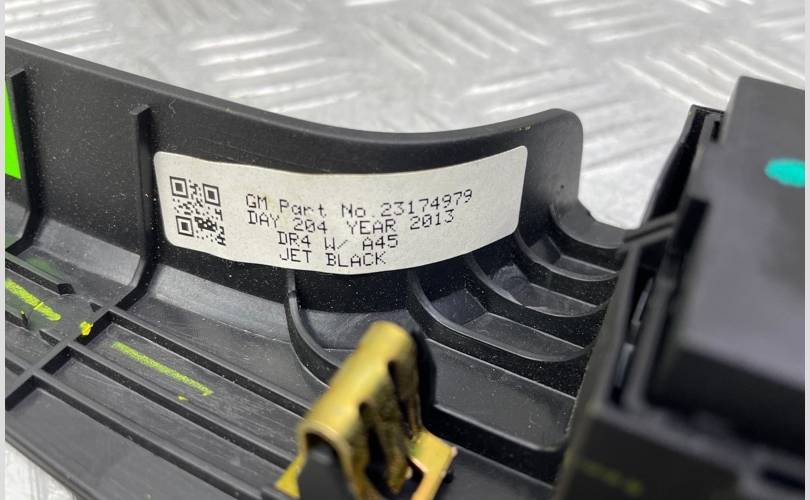 GM Part No.23174979
DAY 204 YEAR 2013
DR4 W/ A45
JET BLACK